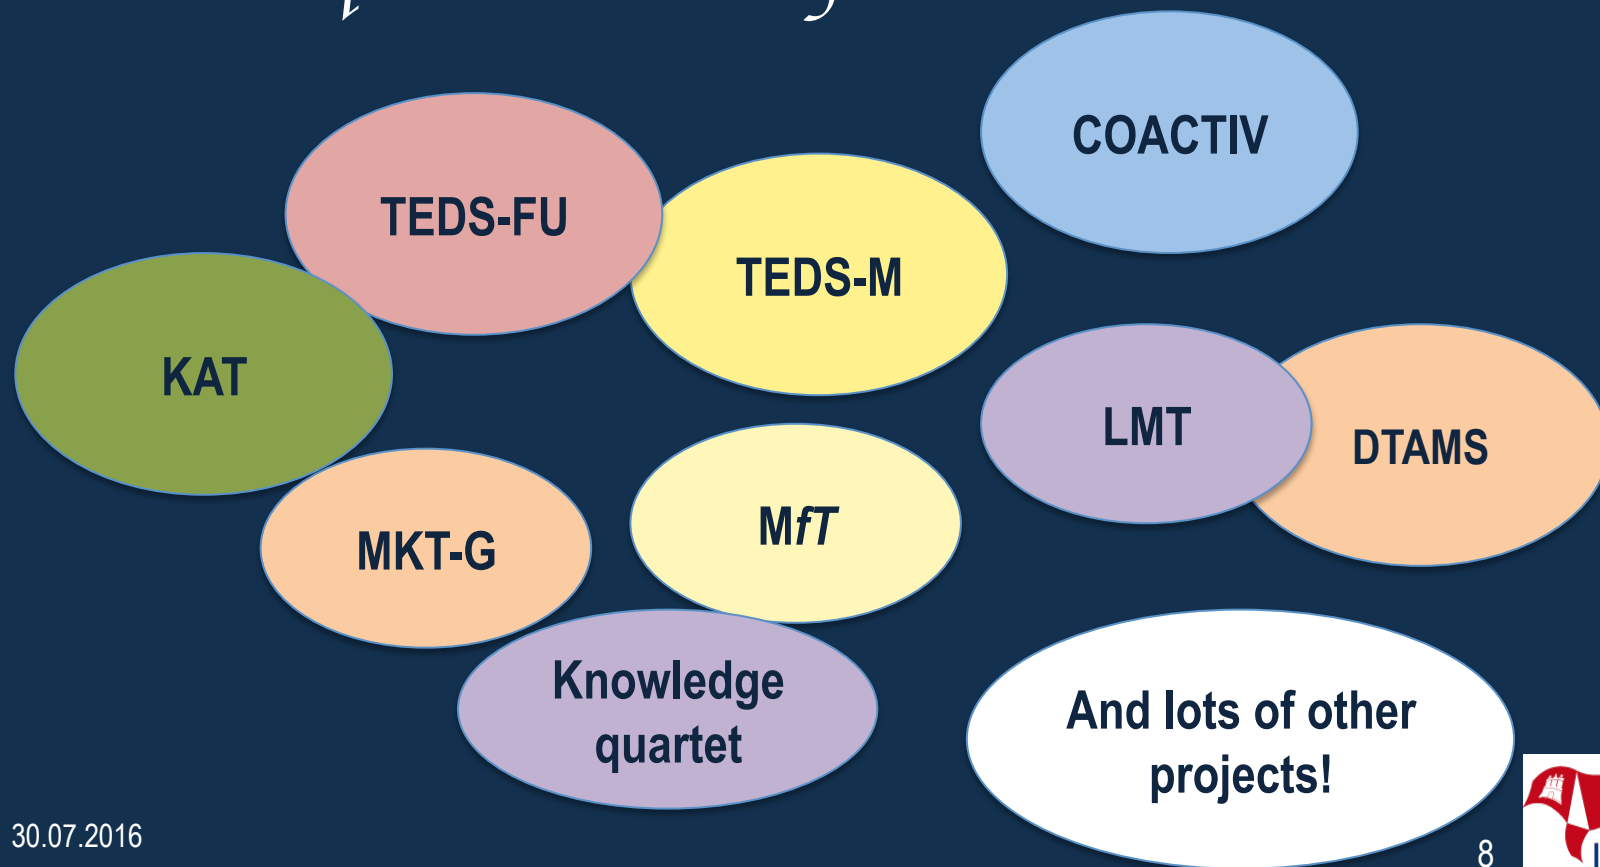 COACTIV
TEDS-FU
TEDS-M
KAT
LMT
DTAMS
MfT
MKT-G
Knowledge
quartet
And lots of other
projects!
30.07.2016
8